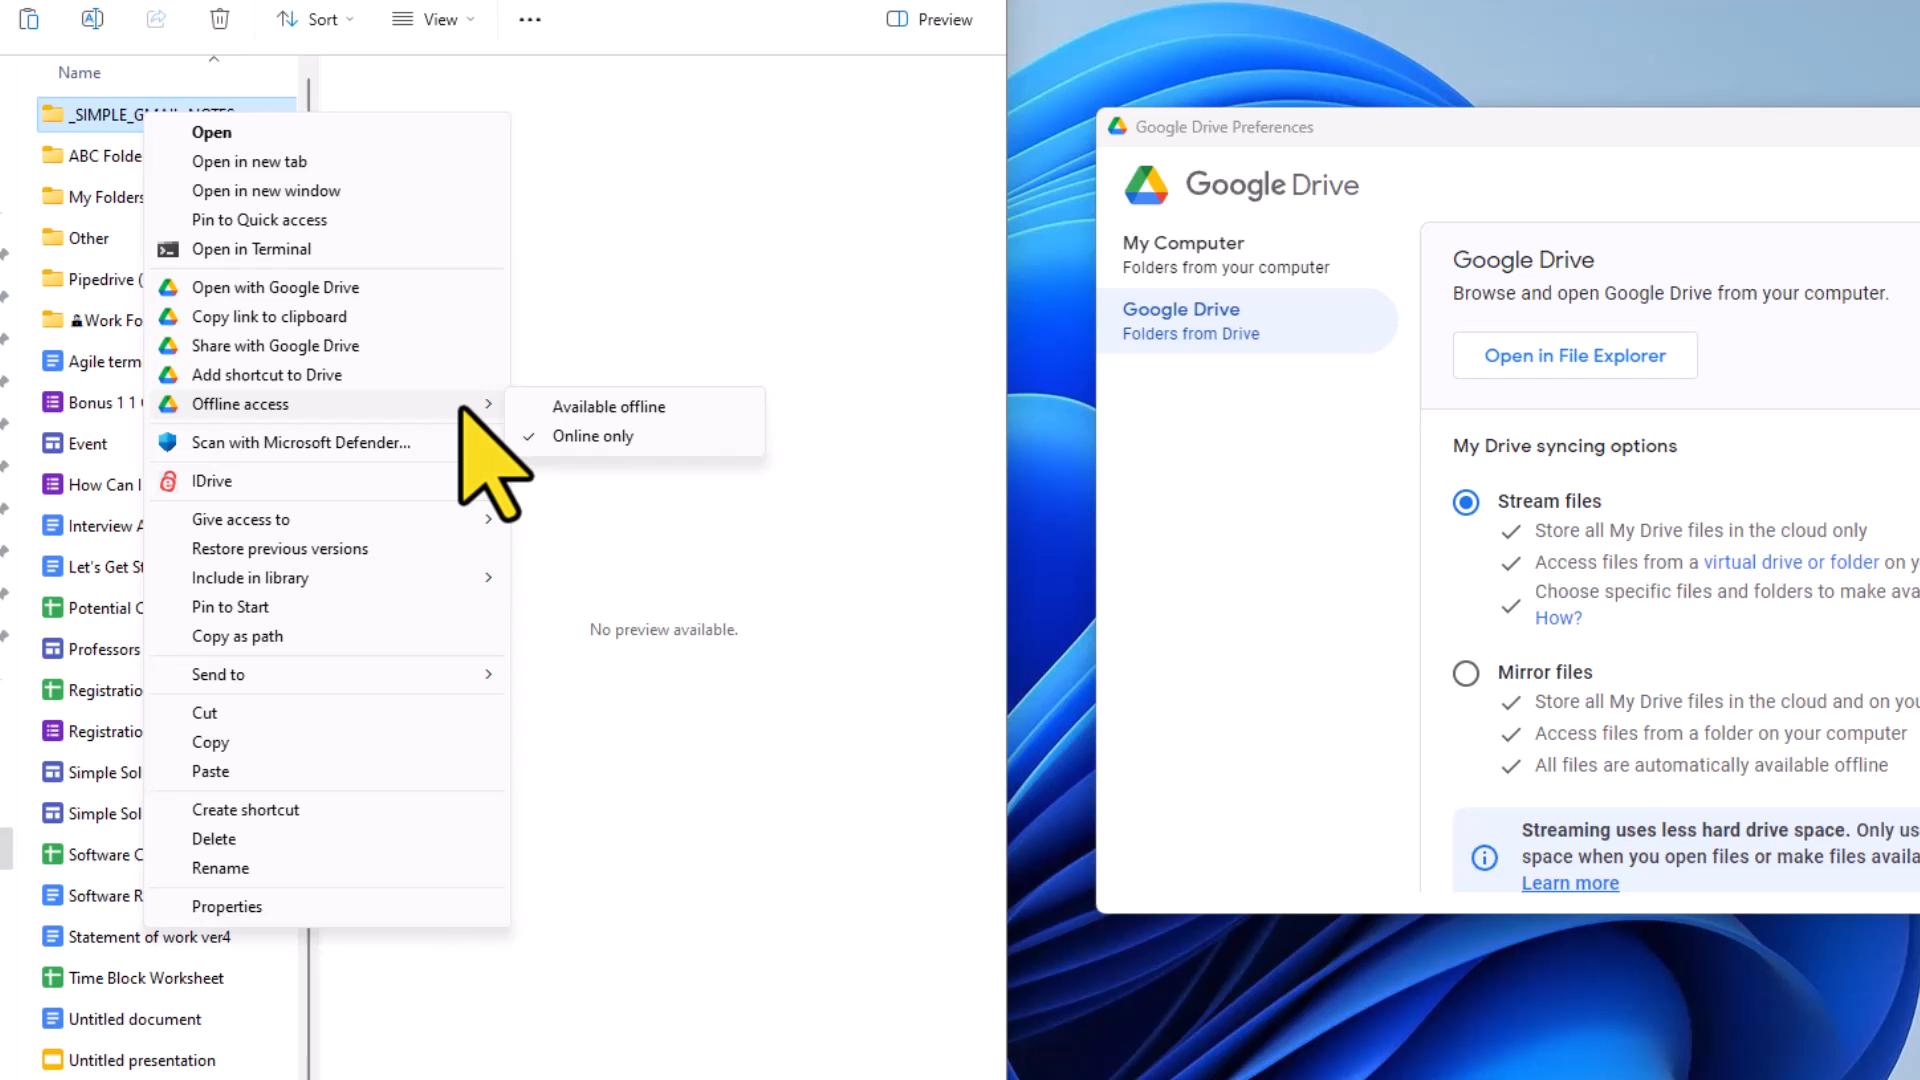 Sort
View
Preview
Name
ABC Folde
My Folders
Other
Pipedrive (
Work Fo
Agile term
Bonus 1 1
Event
How Can I
Interview A
Let's Get St
Potential C
Professors
Registratio
Registratio
Simple Sol
Simple Sol
Software C
Software R
Statement of work ver4
Time Block Worksheet
Untitled document
Untitled presentation
Open
Open in new tab
Open in new window
Pin to Quick access
Open in Terminal
Open with Google Drive
Copy link to clipboard
Share with Google Drive
Add shortcut to Drive
Offline access
Scan with Microsoft Defender...
IDrive
Give access to
Restore previous versions
Include in library
Pin to Start
Copy as path
Send to
Cut
Copy
Paste
Create shortcut
Delete
Rename
Properties
Available offline
Online only
No preview available.
Google Drive Preferences
Google Drive
My Computer
Folders from your computer
Google Drive
Folders from Drive
Google Drive
Browse and open Google Drive from your computer.
Open in File Explorer
My Drive syncing options
Stream files
Store all My Drive files in the cloud only
Access files from a virtual drive or folder on y
Choose specific files and folders to make ava
How?
Mirror files
Store all My Drive files in the cloud and on you
Access files from a folder on your computer
All files are automatically available offline
Streaming uses less hard drive space. Only us
space when you open files or make files availa
Learn more